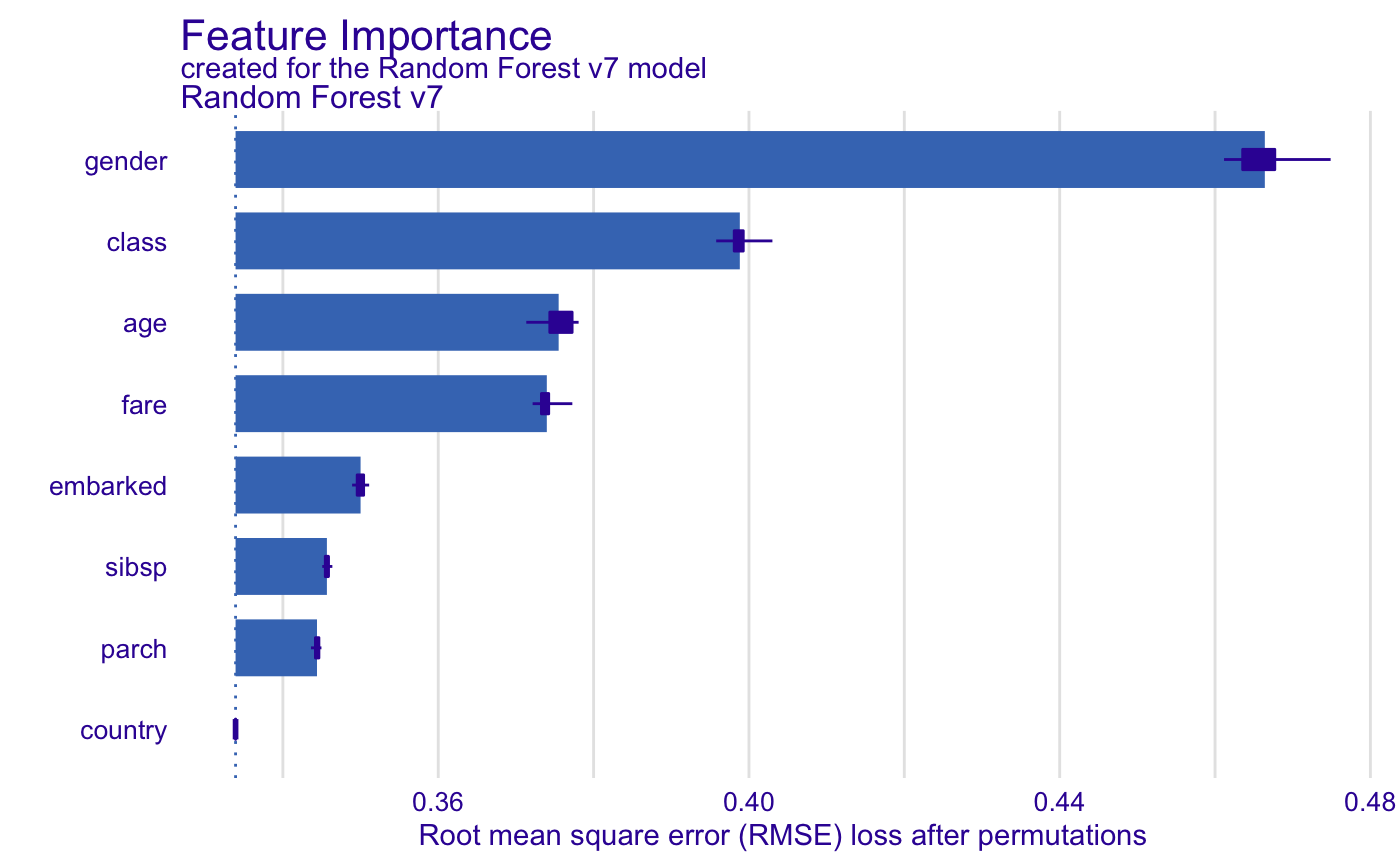 Feature Importance
created for the Random Forest v7 model
Random Forest v7
gender
class
age
fare
embarked
sibsp
parch
country
0.36 0.40 0.44 0.48
Root mean square error (RMSE) loss after permutations